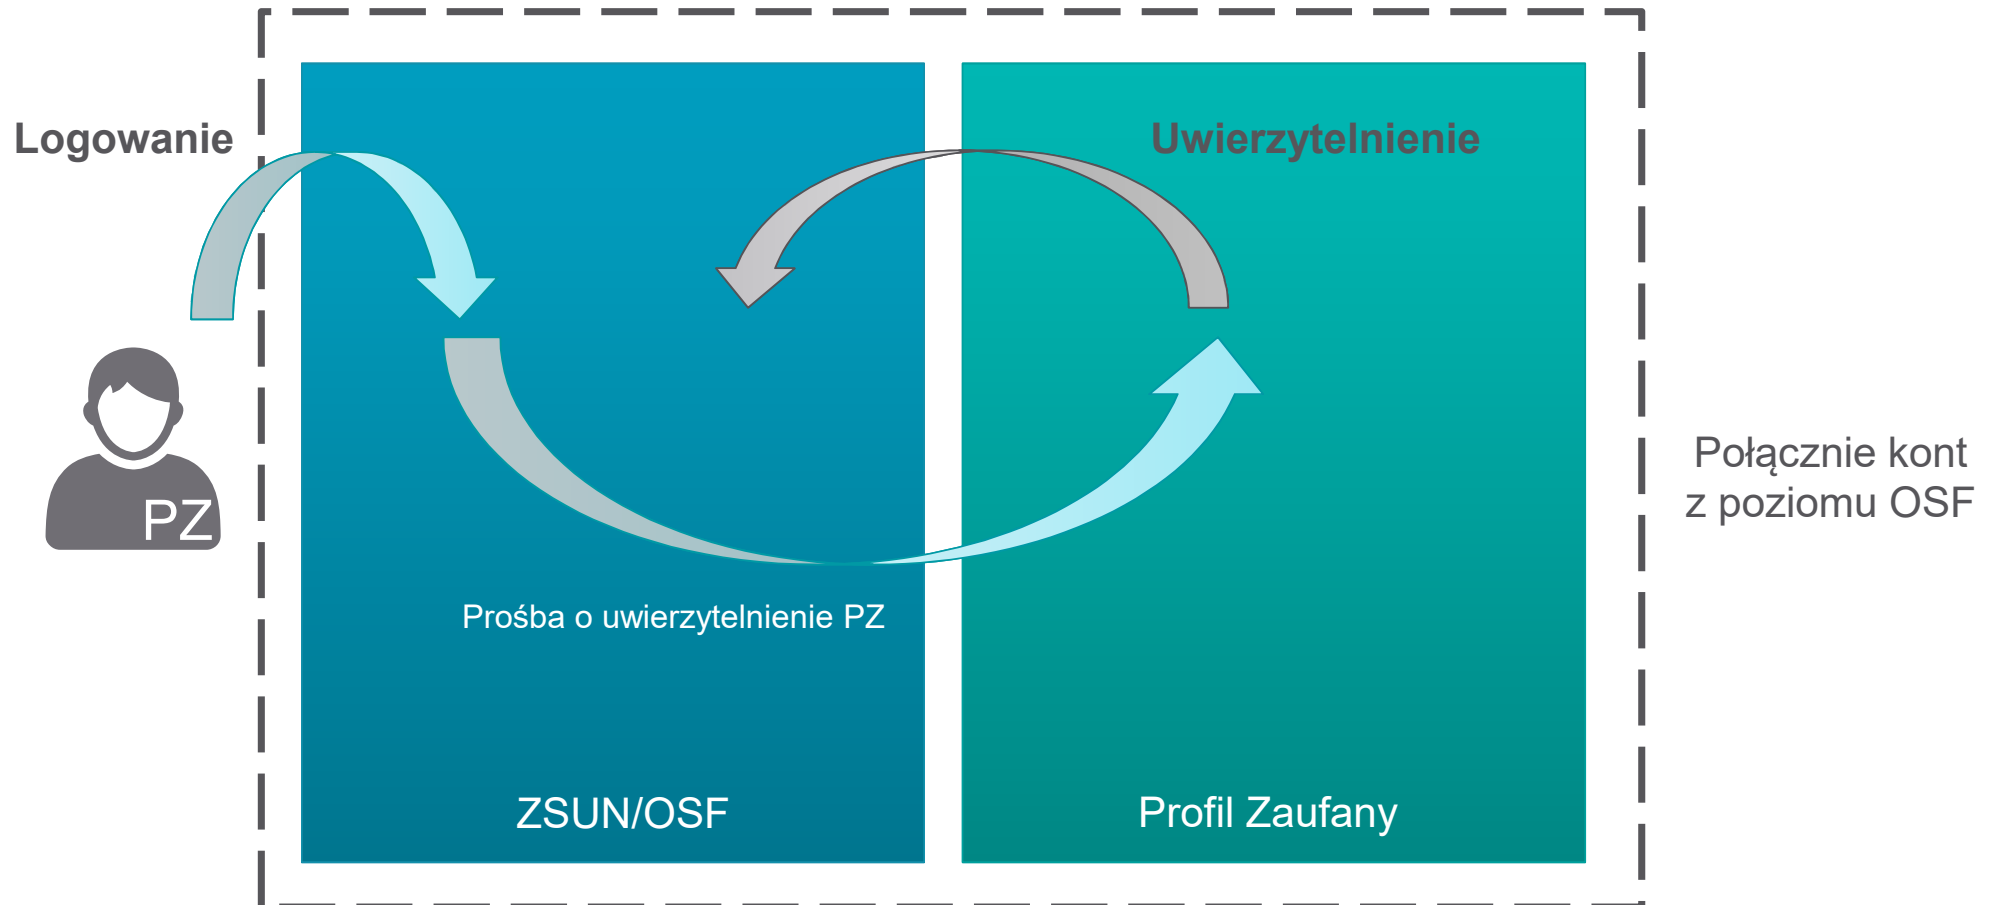 Logowanie
Uwierzytelnienie
PZ
Połącznie kont
z poziomu OSF
Prośba o uwierzytelnienie PZ
ZSUN/OSF
Profil Zaufany